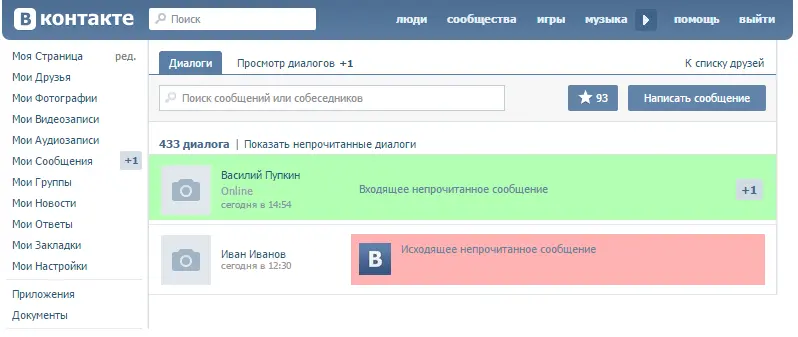 В контакте
Поиск
люди сообщества игры музыка помощь выйти
Моя Страница ред.
Мои Друзья
Мои Фотографии
Мои Видеозаписи
Мои Аудиозаписи
Мои Сообщения +1
Мои Группы
Мои Новости
Мои Ответы
Мои Закладки
Мои Настройки
Приложения
Документы
Диалоги Просмотр диалогов +1 К списку друзей
Поиск сообщений или собеседников
93 Написать сообщение
433 диалога | Показать непрочитанные диалоги
Василий Пупкин
Online
сегодня в 14:54
Входящее непрочитанное сообщение
+1
Иван Иванов
сегодня в 12:30
В
Исходящее непрочитанное сообщение